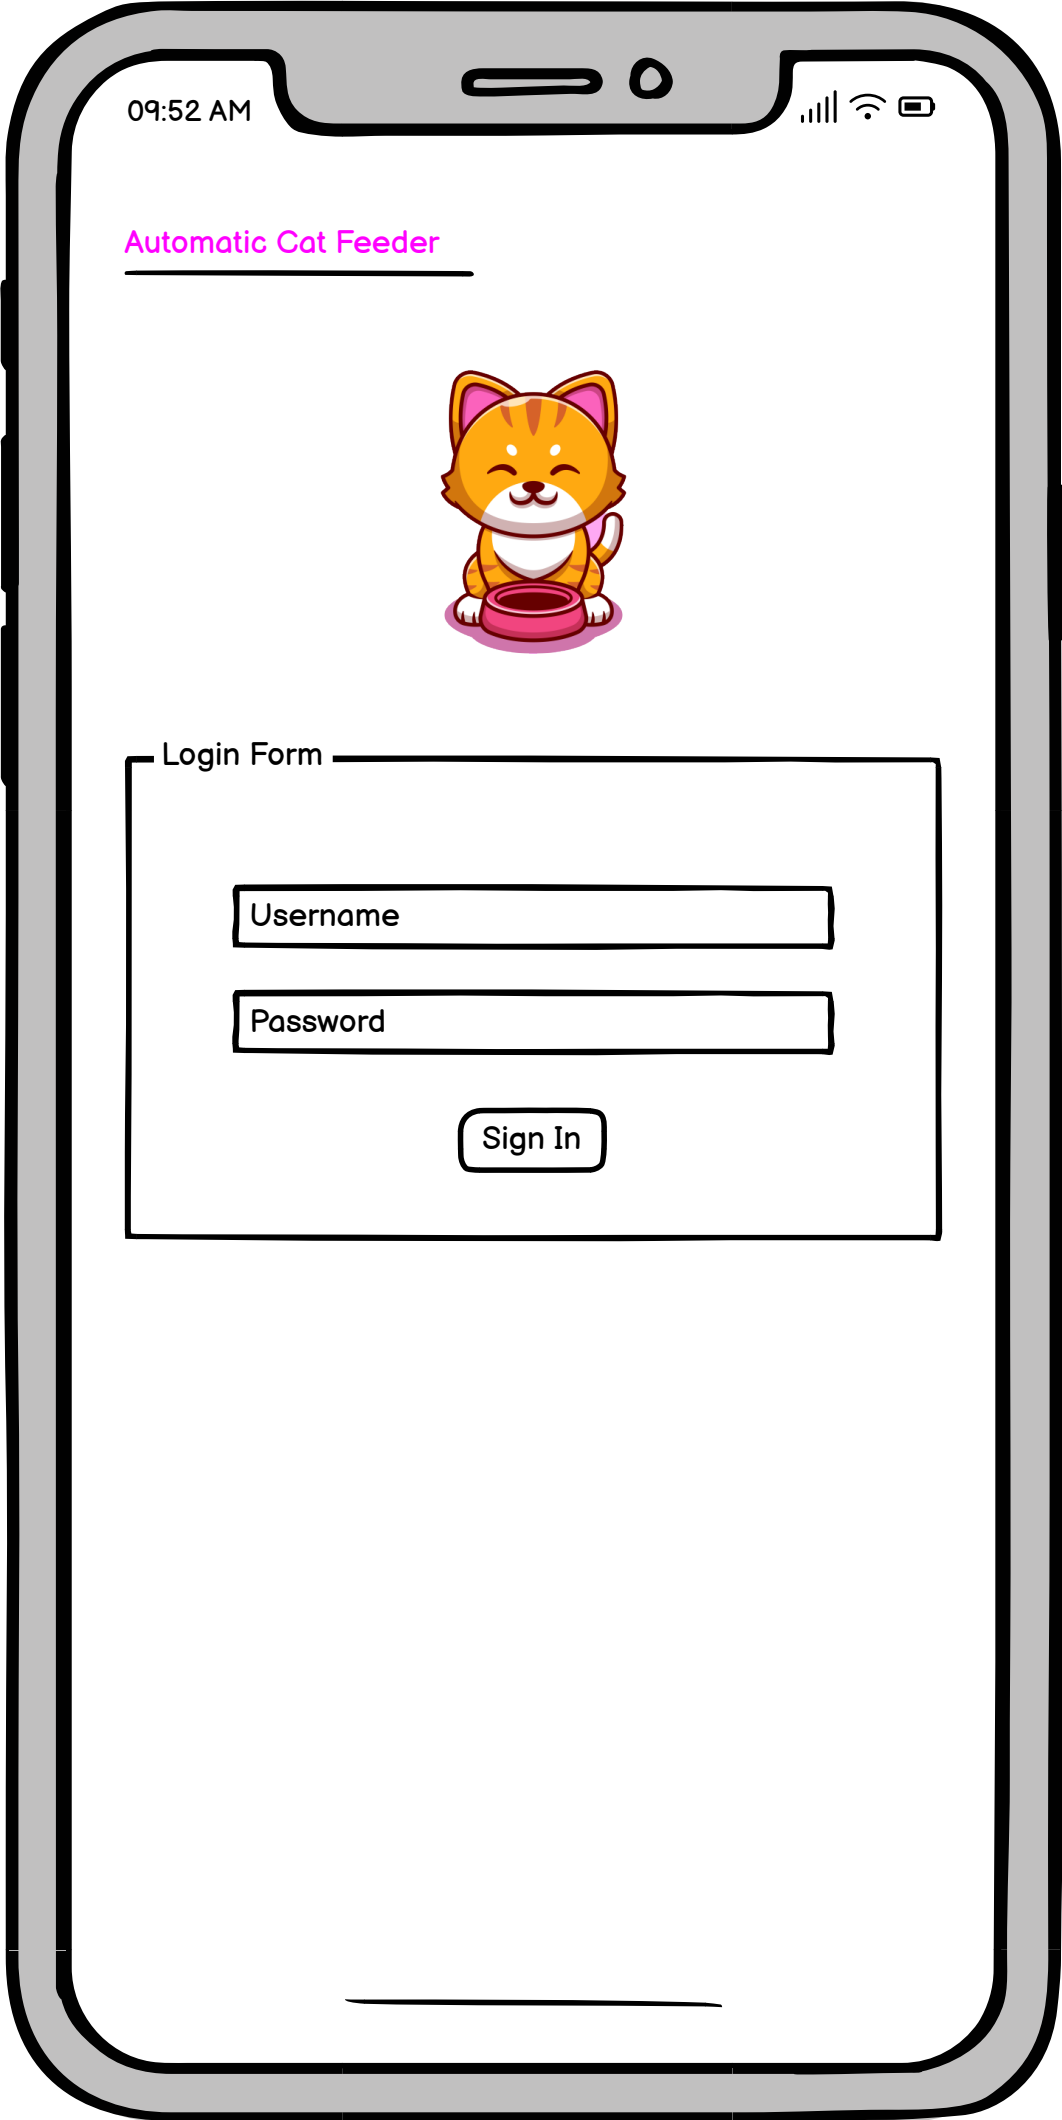 09:52 AM
Automatic Cat Feeder
Login Form
Username
Password
Sign In